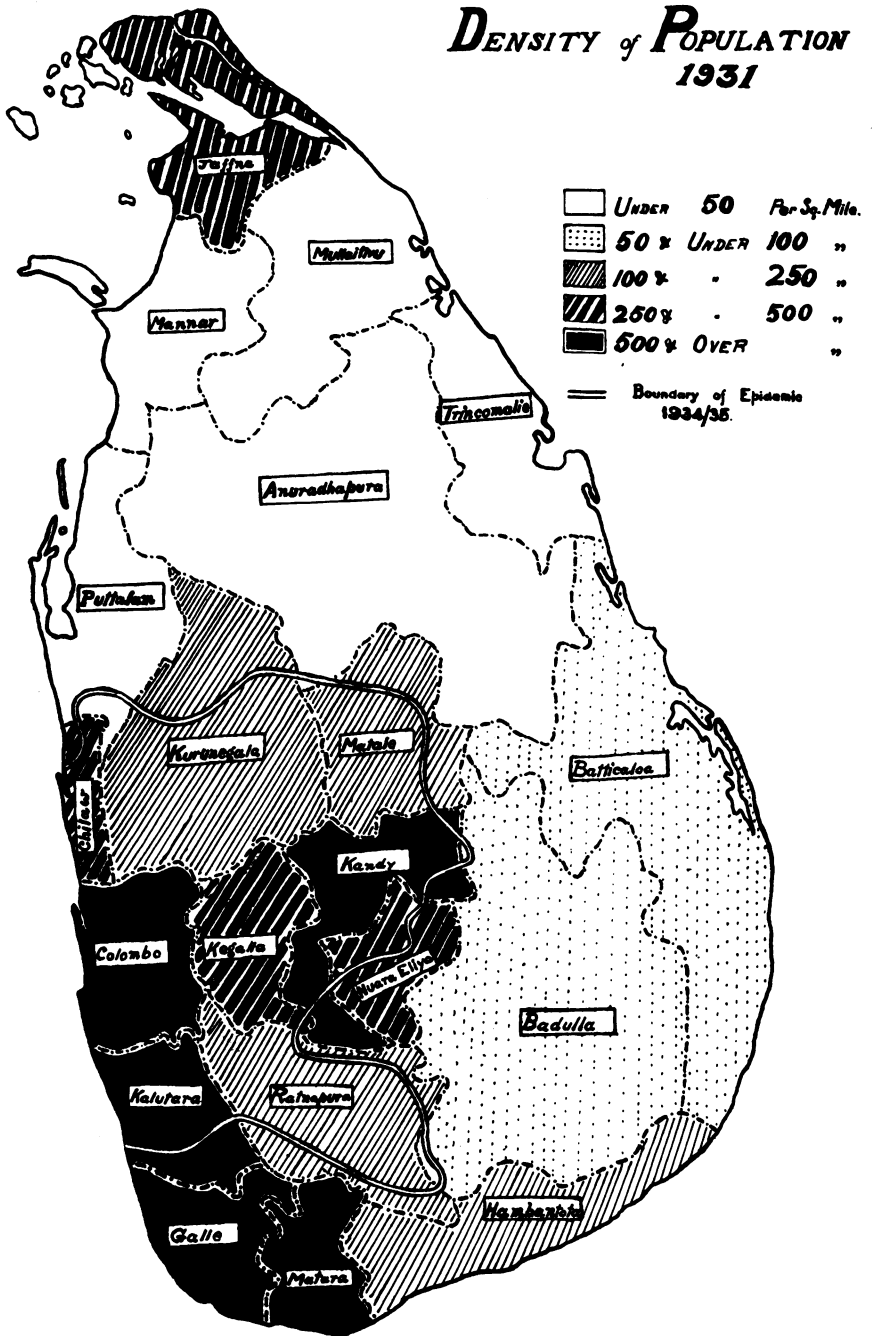 DENSITY of POPULATION
1931
UNDER 50 Per Sq. Mile.
50 & UNDER 100 "
100 & " 250 "
250 & " 500 "
500 & OVER "
Boundary of Epidemic
1934/35.
Jaffna
Mullaitivu
Mannar
Trincomalie
Anuradhapura
Puttalam
Kurunegala
Matale
Batticaloa
Chilaw
Kandy
Colombo
Kegalla
Nuara Eliya
Badulla
Kalutara
Ratnapura
Hambantota
Galle
Matara